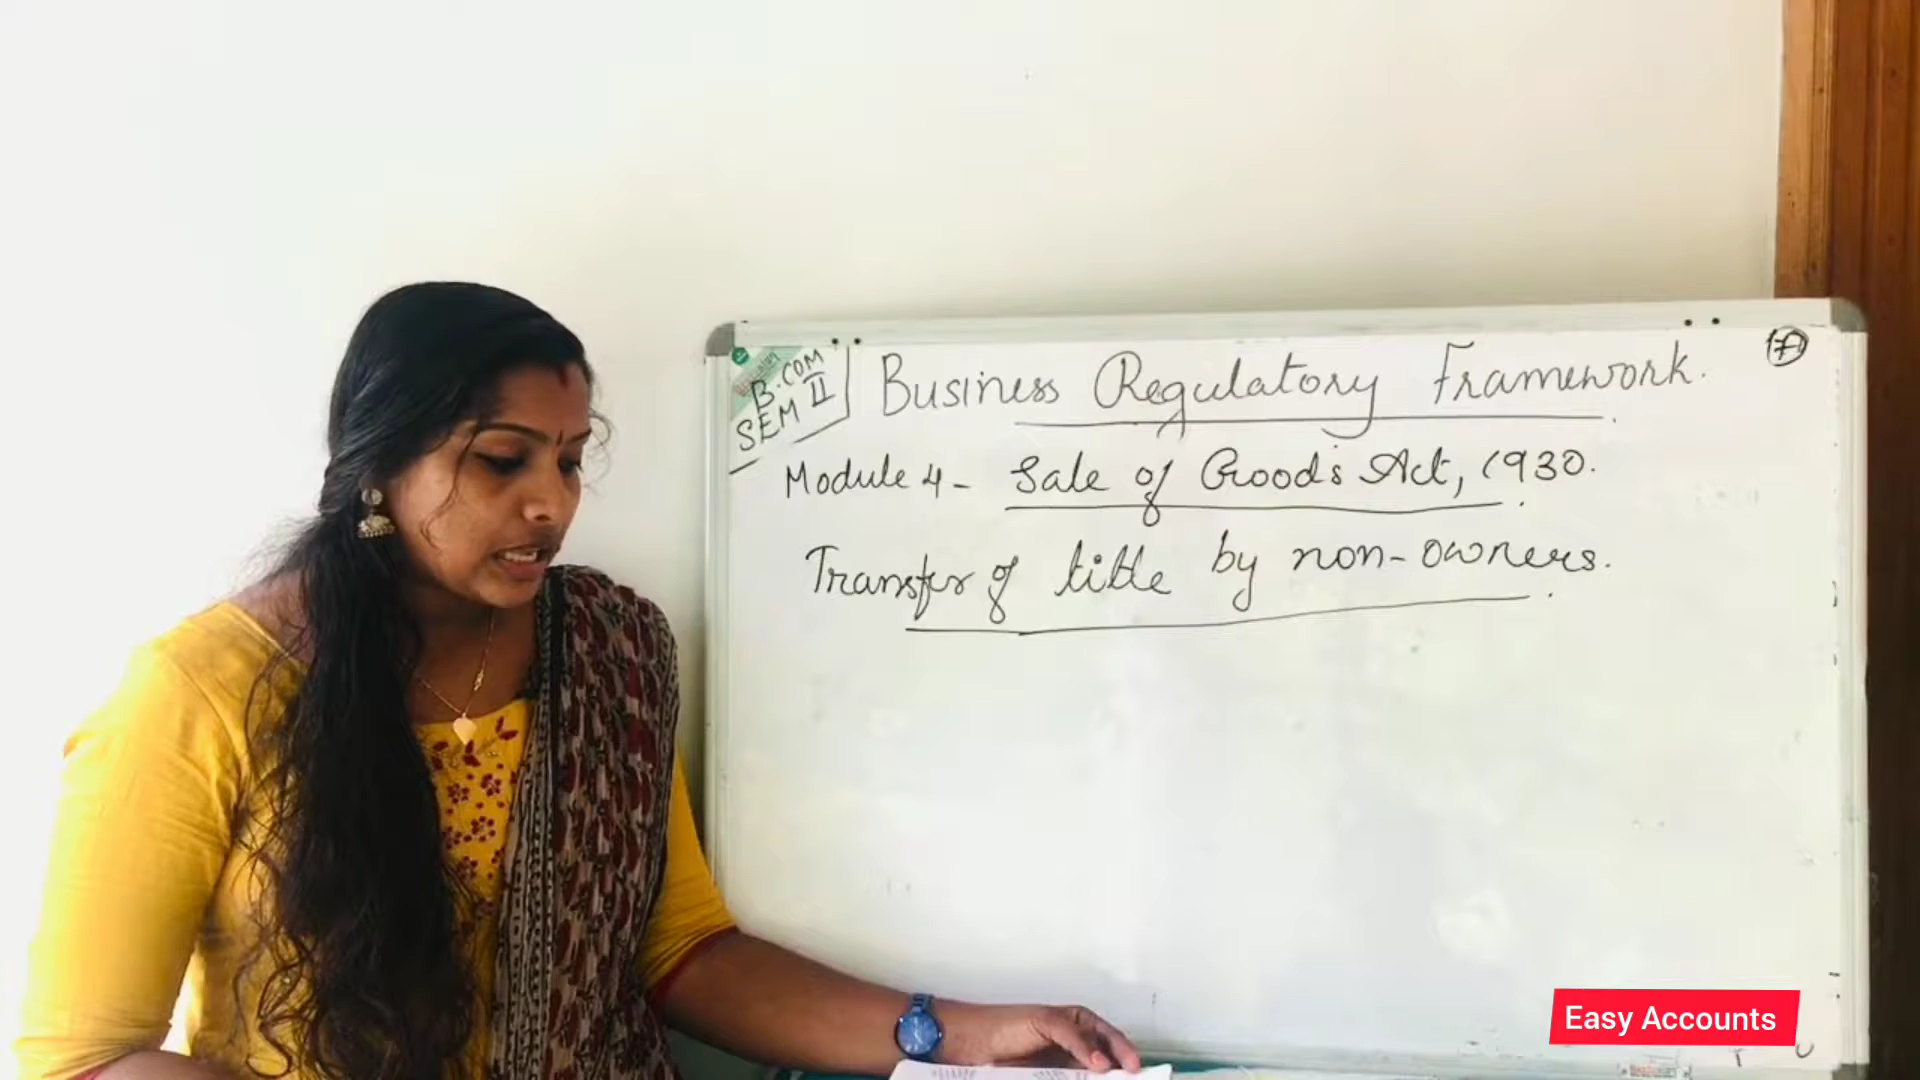 B.COM
SEM II
Business Regulatory Framework.
7
Module 4 - Sale of Goods Act, 1930.
Transfer of title by non-owners.
Easy Accounts